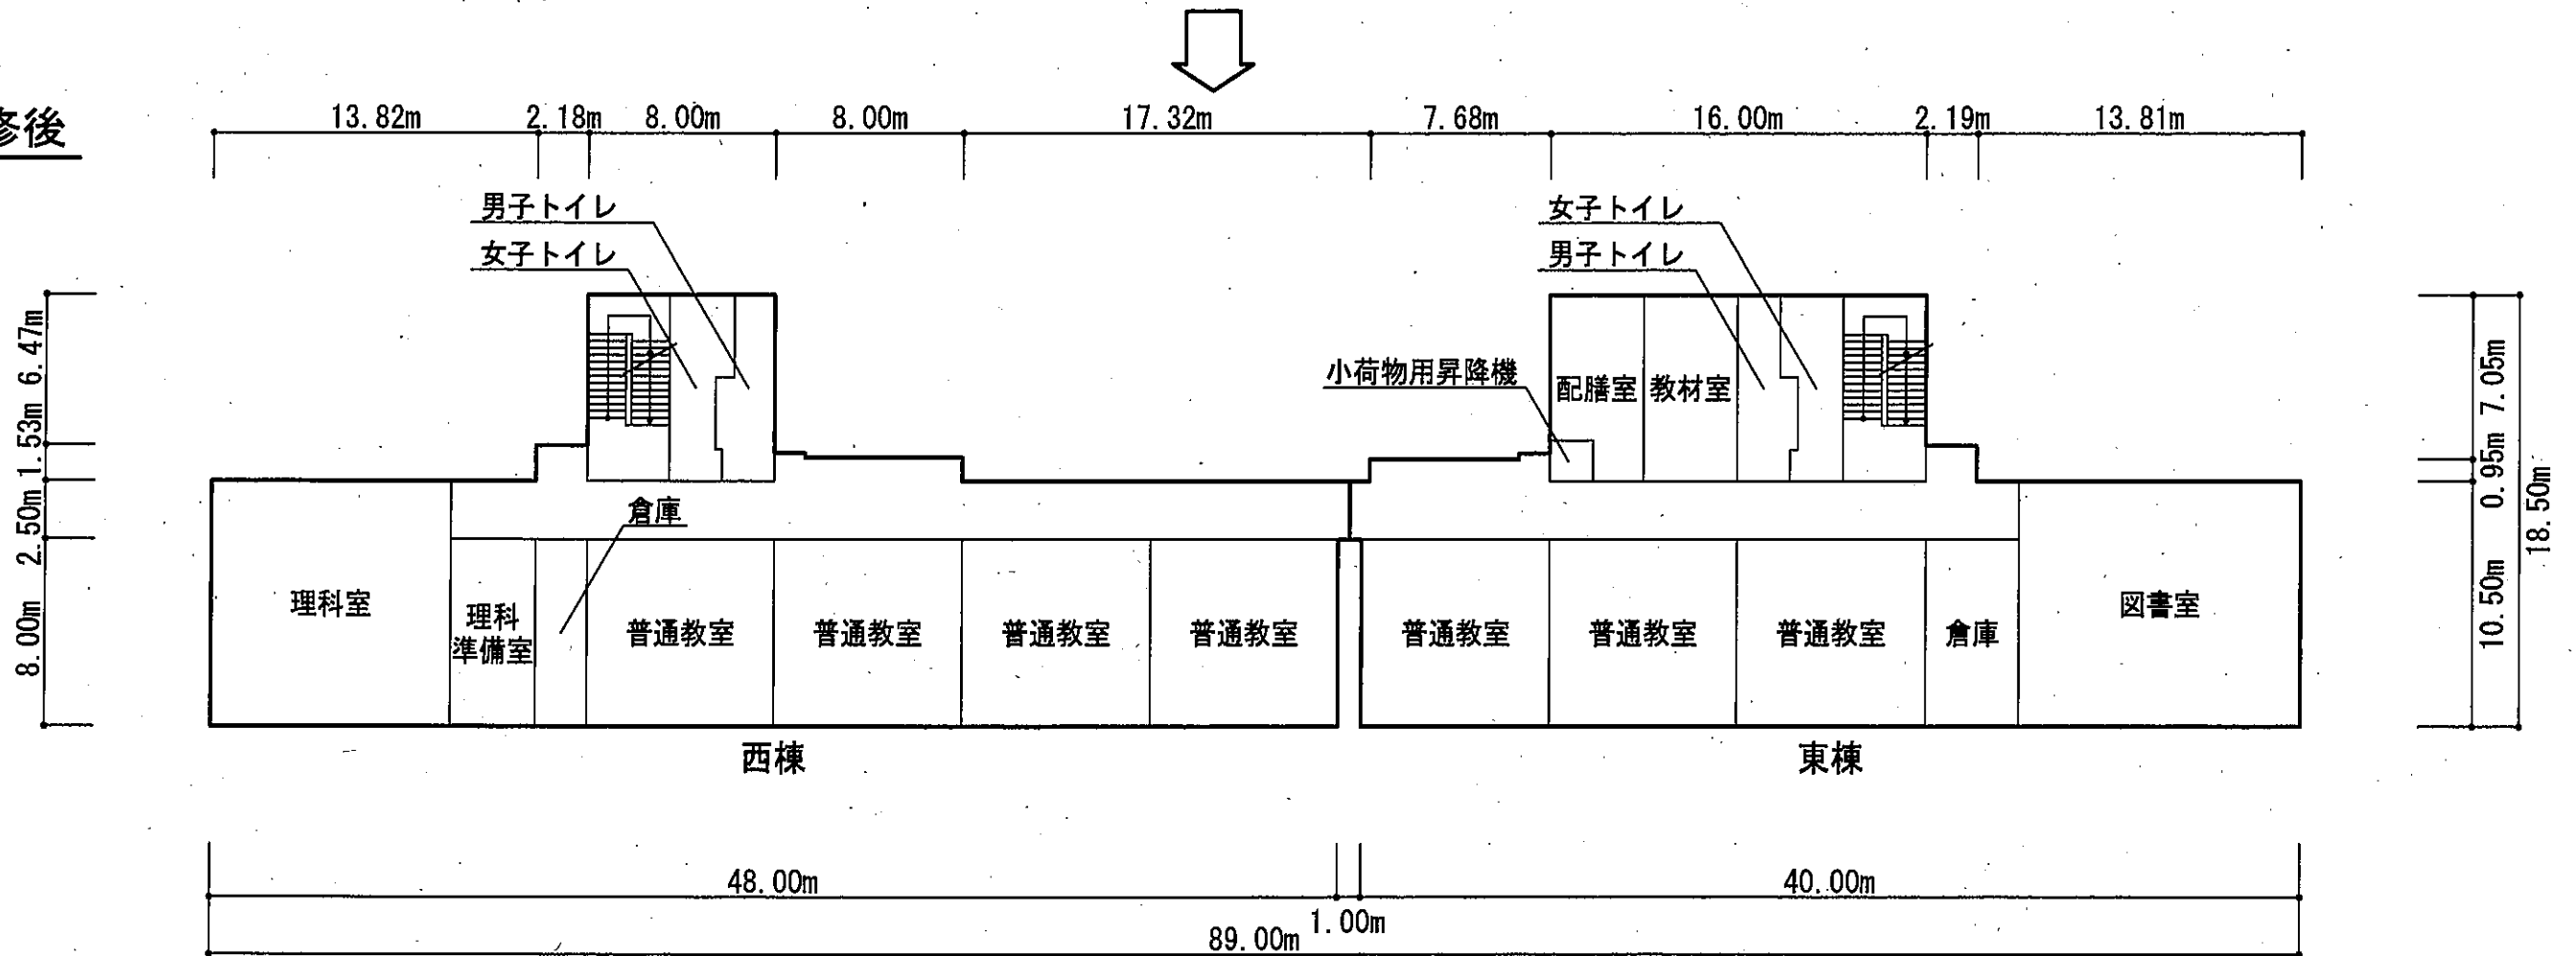 修後
13.82m 2.18m 8.00m 8.00m 17.32m 7.68m 16.00m 2.19m 13.81m
男子トイレ
女子トイレ
女子トイレ
男子トイレ
小荷物用昇降機
配膳室
教材室
6.47m
1.53m
2.50m
8.00m
7.05m
0.95m
10.50m
18.50m
倉庫
理科室
理科
準備室
普通教室
普通教室
普通教室
普通教室
普通教室
普通教室
普通教室
倉庫
図書室
西棟
東棟
48.00m
40.00m
1.00m
89.00m